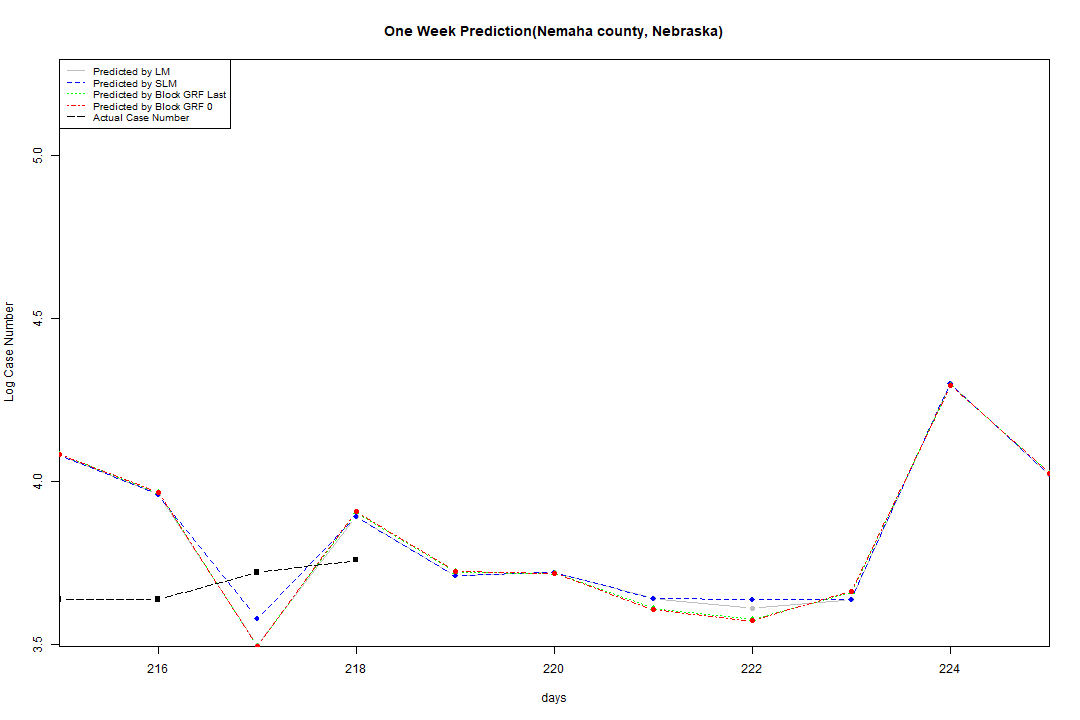 One Week Prediction(Nemaha county, Nebraska)
Predicted by LM
Predicted by SLM
Predicted by Block GRF Last
Predicted by Block GRF 0
Actual Case Number
Log Case Number
5.0
4.5
4.0
3.5
216 218 220 222 224
days